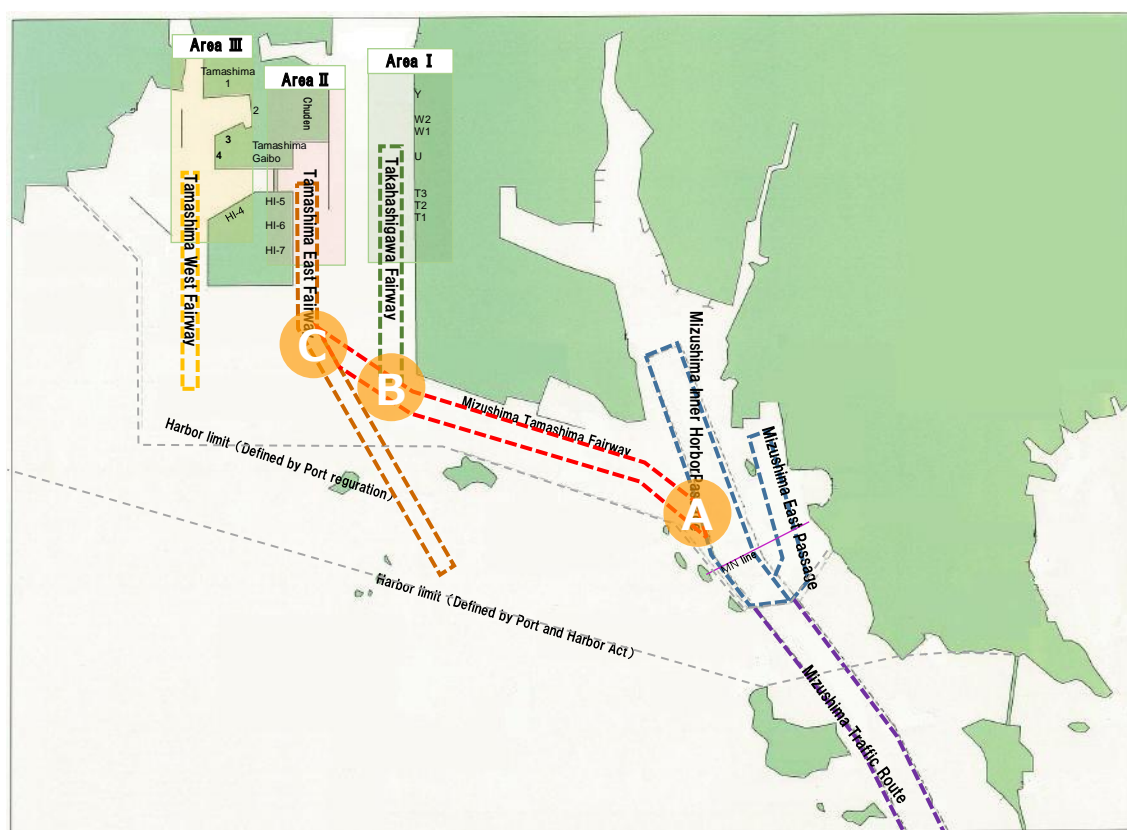 Area Ⅲ
Area Ⅱ
Area Ⅰ
Tamashima
1
2
3
4
Tamashima
Gaibo
Chuden
HI-4
HI-5
HI-6
HI-7
Y
W2
W1
U
T3
T2
T1
Tamashima West Fairway
Tamashima East Fairwa
Takahashigawa Fairway
C
B
A
Mizushima Tamashima Fairway
Mizushima Inner HorborPas
Mizushima East Passage
MN line
Harbor limit (Defined by Port reguration)
Harbor limit (Defined by Port and Harbor Act)
Mizushima Traffic Route